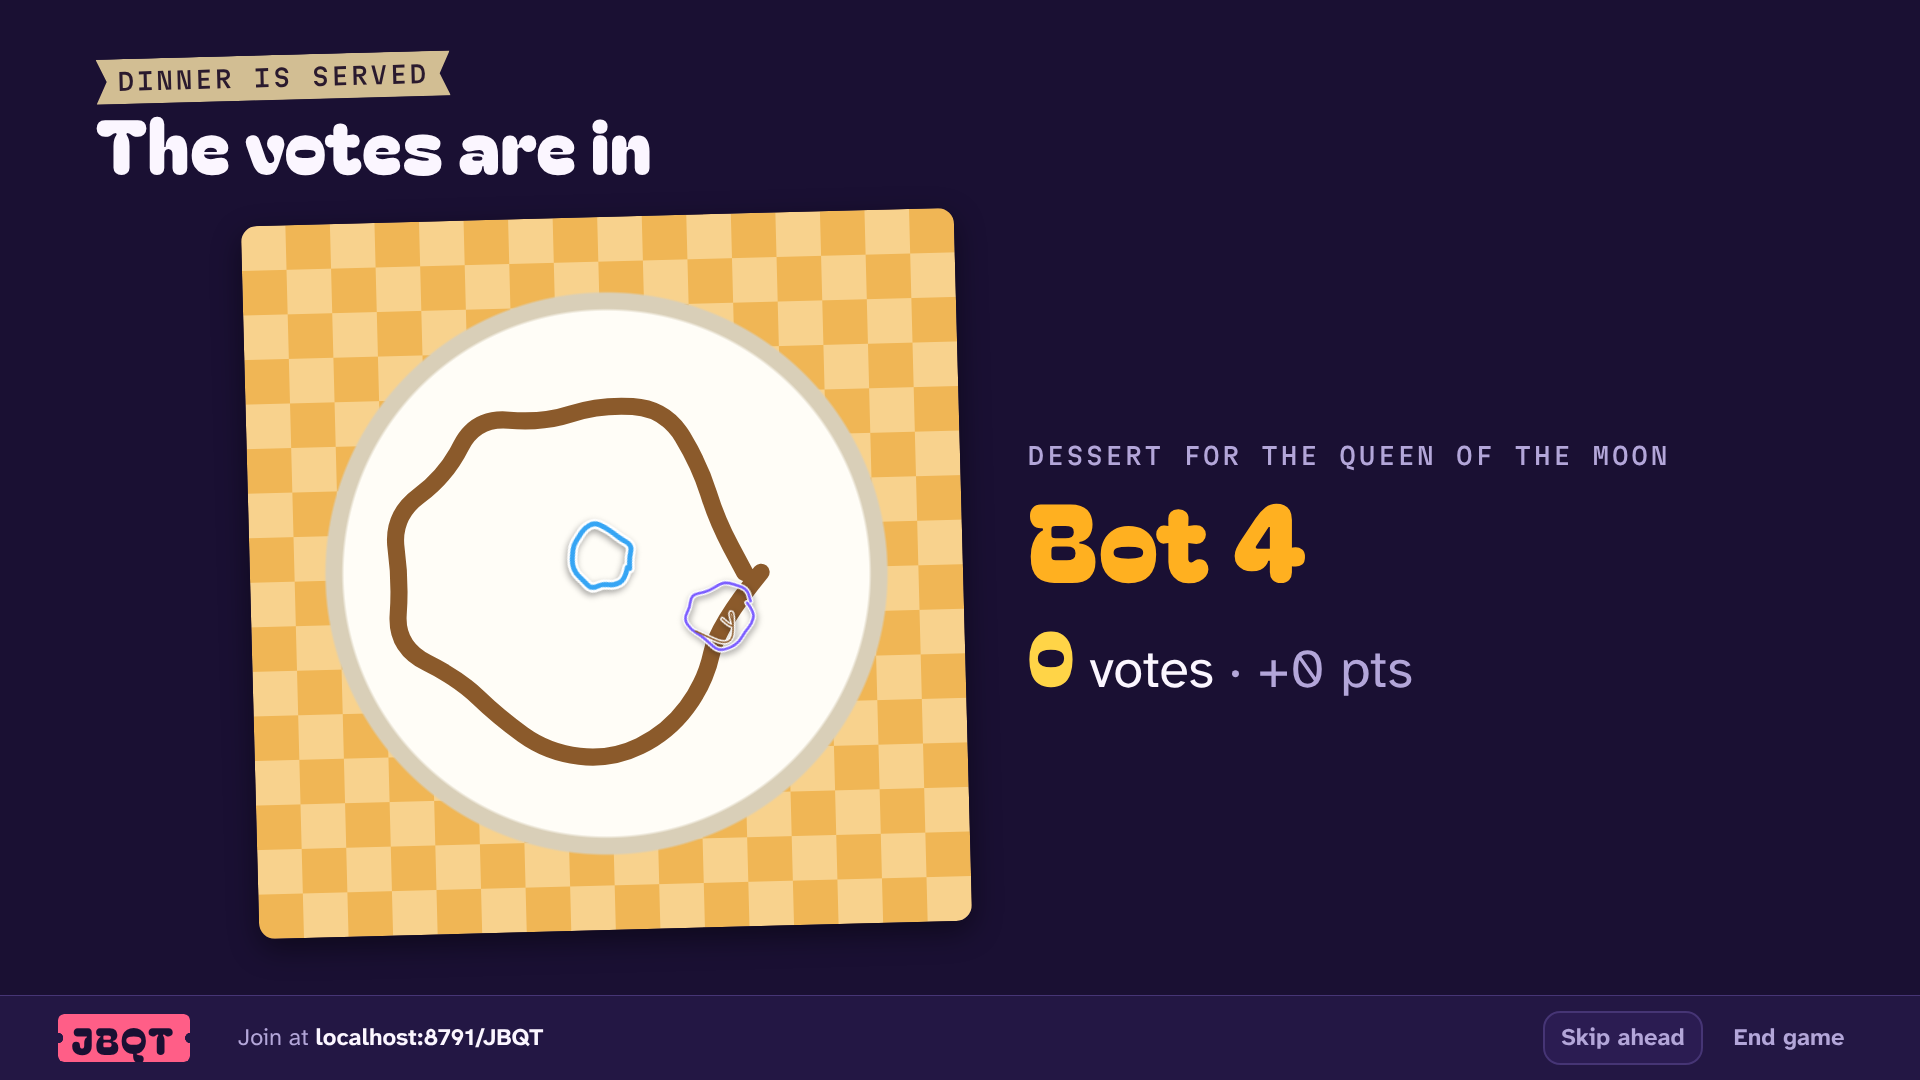 DINNER IS SERVED
The votes are in
DESSERT FOR THE QUEEN OF THE MOON
Bot 4
0 votes · +0 pts
JBQT
Join at localhost:8791/JBQT
Skip ahead
End game